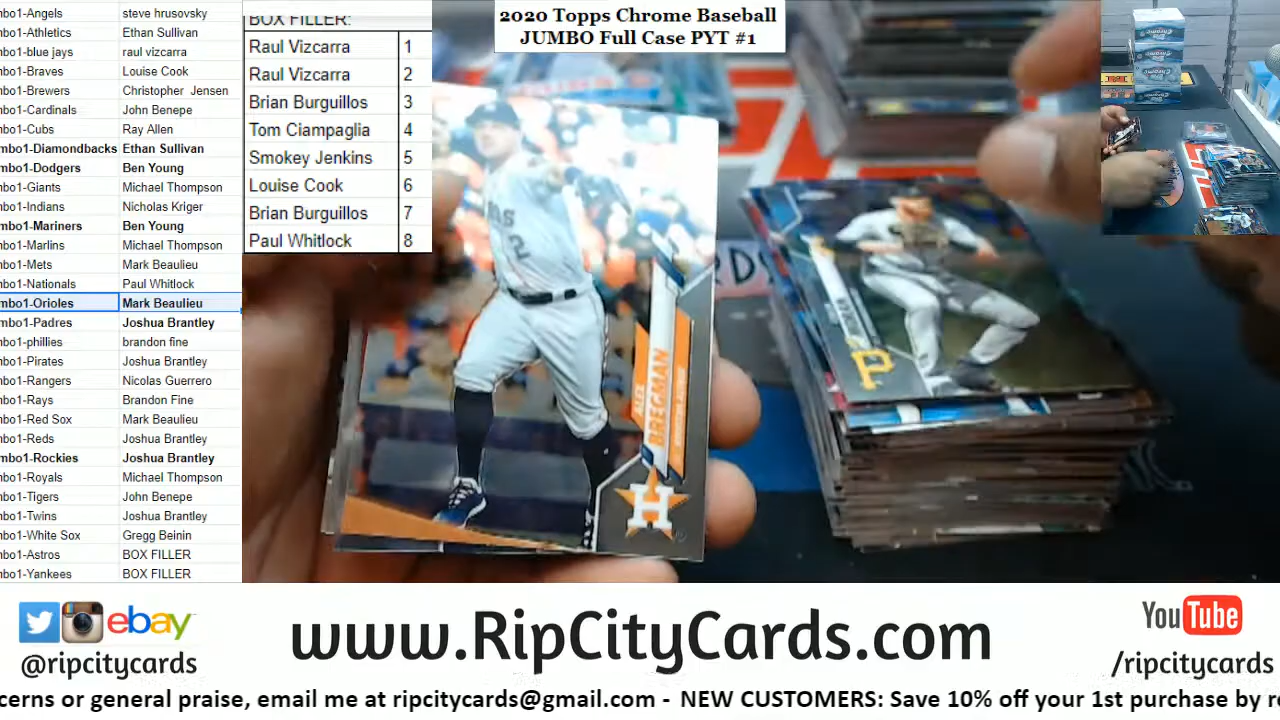 mbo1-Angels steve hrusovsky
mbo1-Athletics Ethan Sullivan
mbo1-blue jays raul vizcarra
mbo1-Braves Louise Cook
mbo1-Brewers Christopher Jensen
mbo1-Cardinals John Benepe
mbo1-Cubs Ray Allen
mbo1-Diamondbacks Ethan Sullivan
mbo1-Dodgers Ben Young
mbo1-Giants Michael Thompson
mbo1-Indians Nicholas Kriger
mbo1-Mariners Ben Young
mbo1-Marlins Michael Thompson
mbo1-Mets Mark Beaulieu
mbo1-Nationals Paul Whitlock
mbo1-Orioles Mark Beaulieu
mbo1-Padres Joshua Brantley
mbo1-phillies brandon fine
mbo1-Pirates Joshua Brantley
mbo1-Rangers Nicolas Guerrero
mbo1-Rays Brandon Fine
mbo1-Red Sox Mark Beaulieu
mbo1-Reds Joshua Brantley
mbo1-Rockies Joshua Brantley
mbo1-Royals Michael Thompson
mbo1-Tigers John Benepe
mbo1-Twins Joshua Brantley
mbo1-White Sox Gregg Beinin
mbo1-Astros BOX FILLER
mbo1-Yankees BOX FILLER
BOX FILLER:
Raul Vizcarra 1
Raul Vizcarra 2
Brian Burguillos 3
Tom Ciampaglia 4
Smokey Jenkins 5
Louise Cook 6
Brian Burguillos 7
Paul Whitlock 8
2020 Topps Chrome Baseball
JUMBO Full Case PYT #1
2
ALEX
BREGMAN
HOUSTON ASTROS
H
P
RDS
ebay
@ripcitycards
www.RipCityCards.com
YouTube
/ripcitycards
cerns or general praise, email me at ripcitycards@gmail.com - NEW CUSTOMERS: Save 10% off your 1st purchase by re